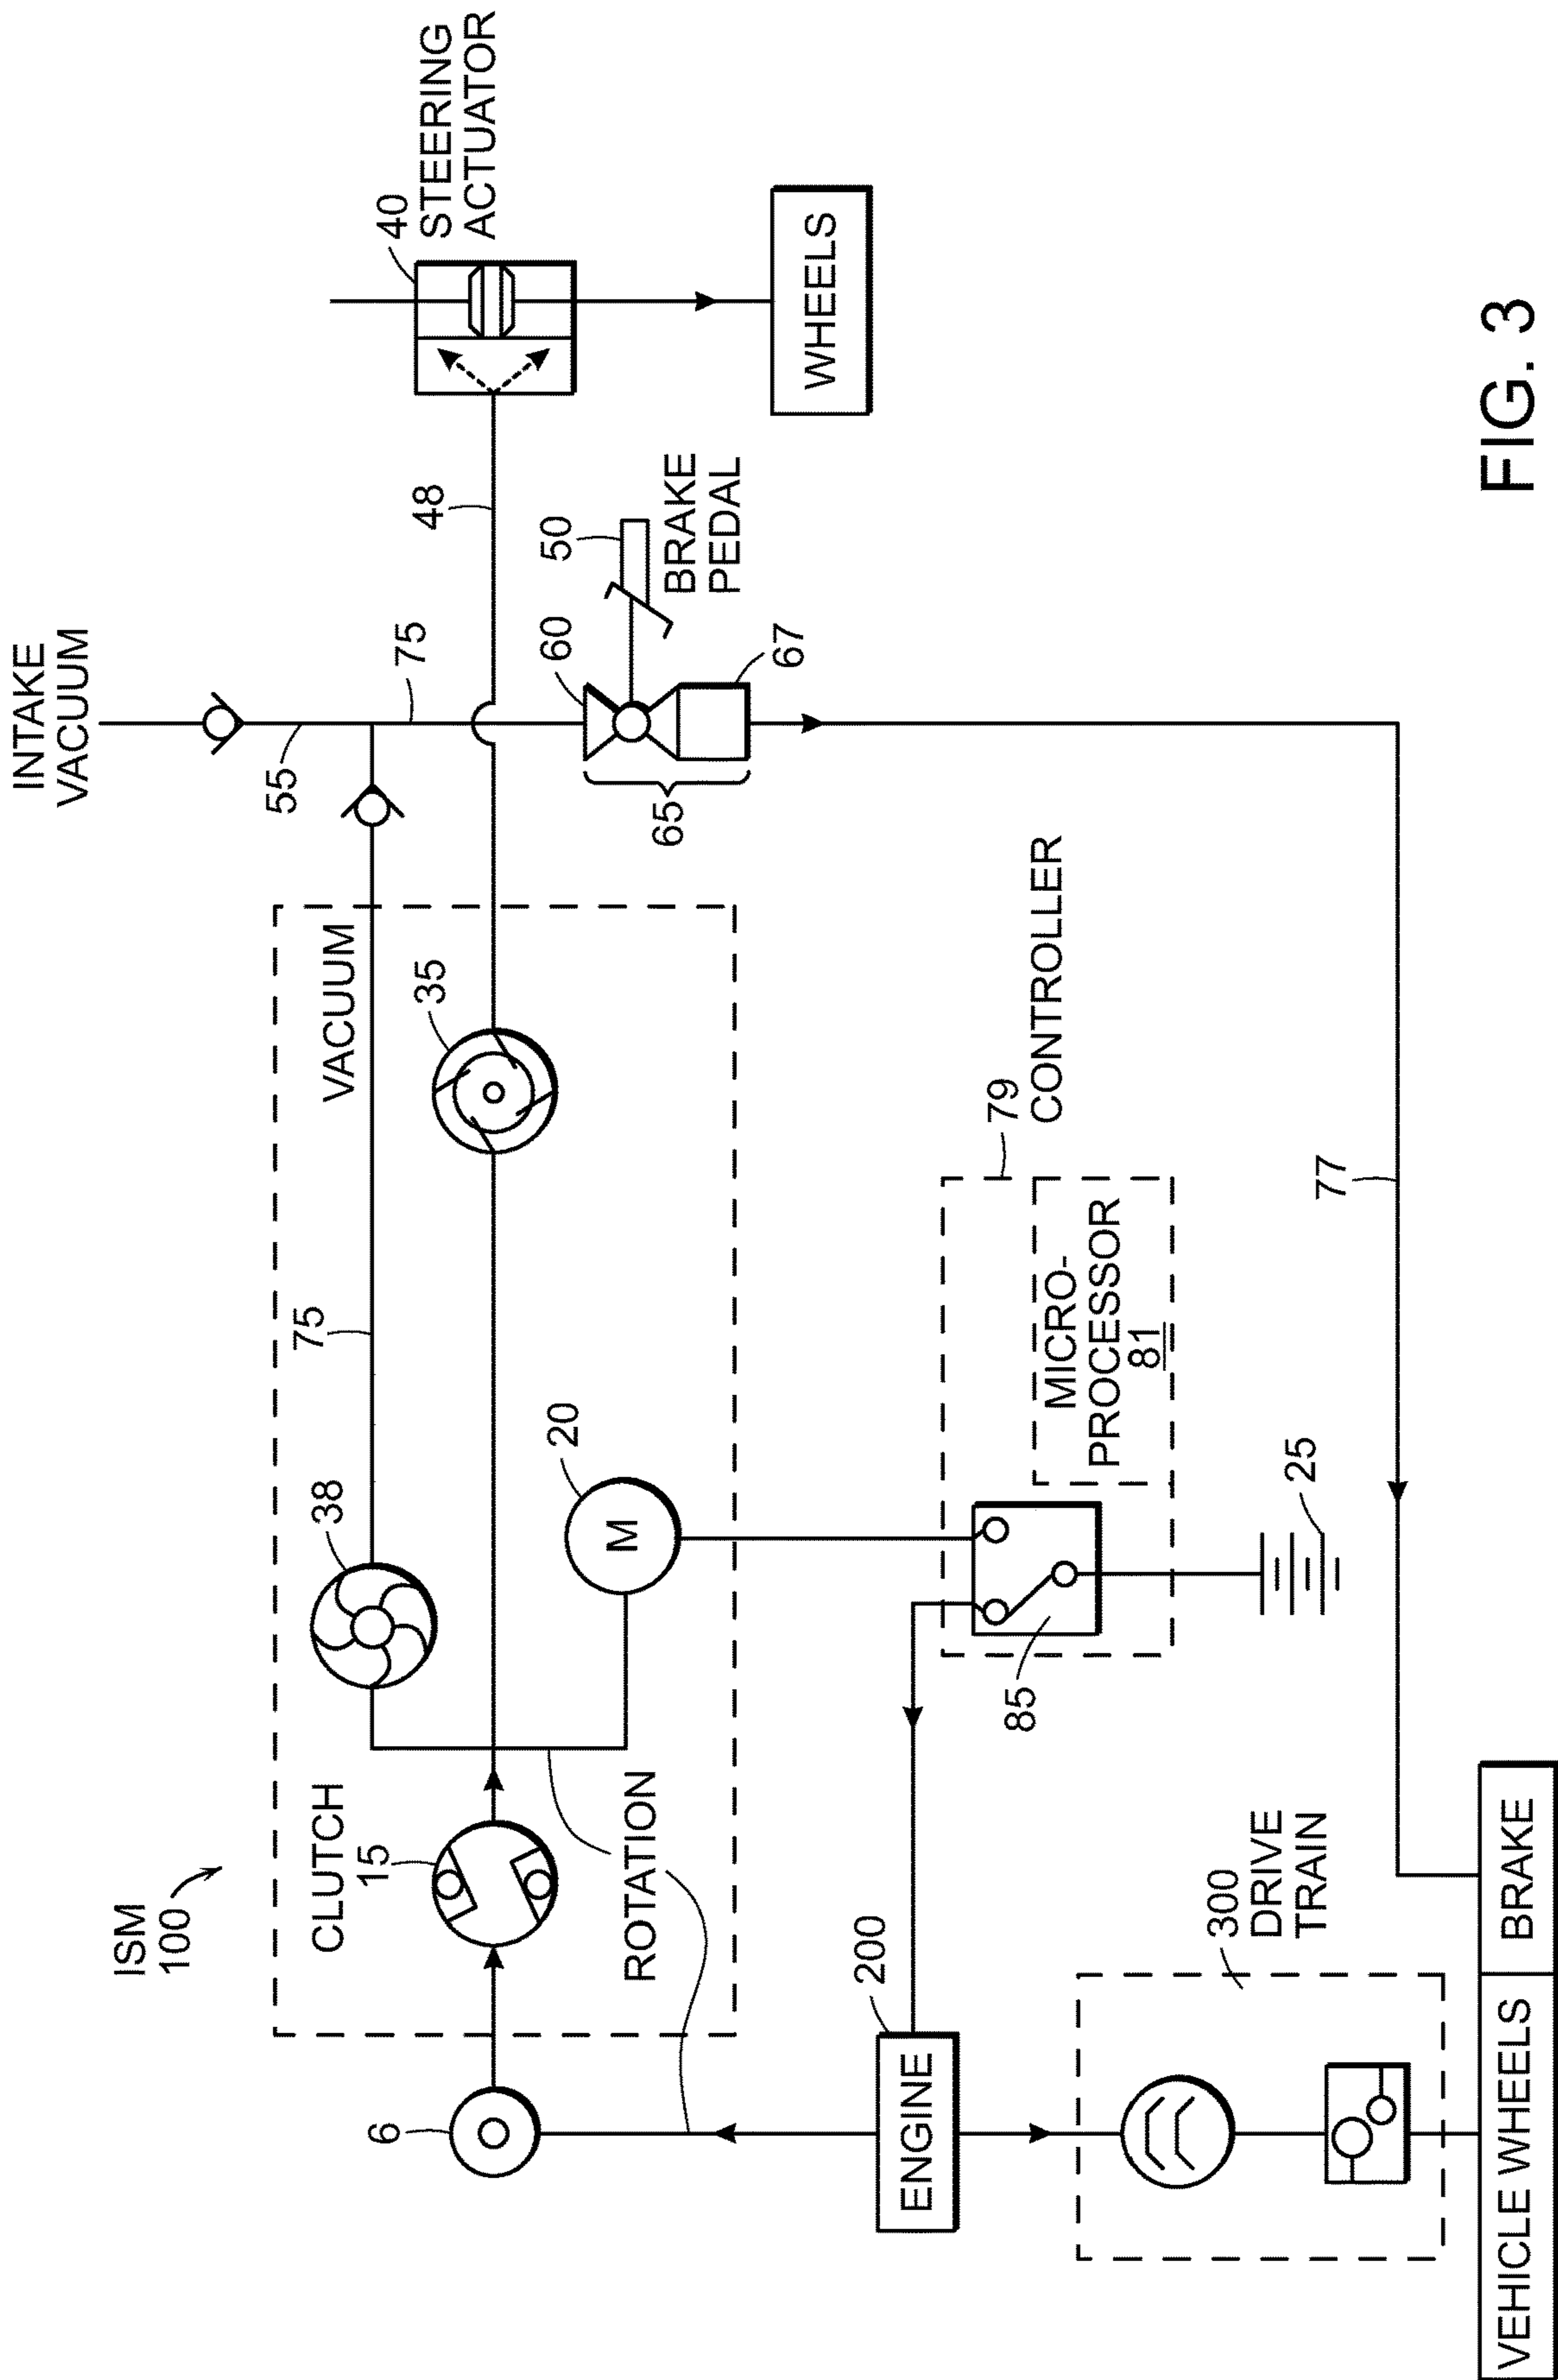 INTAKE
VACUUM
55
75
48
40
STEERING
ACTUATOR
WHEELS
50
BRAKE
PEDAL
60
67
65
ISM
100
VACUUM
75
38
35
20
M
CLUTCH
15
ROTATION
6
79
CONTROLLER
MICRO-
PROCESSOR
81
85
25
77
200
ENGINE
300
DRIVE
TRAIN
VEHICLE WHEELS
BRAKE
FIG. 3